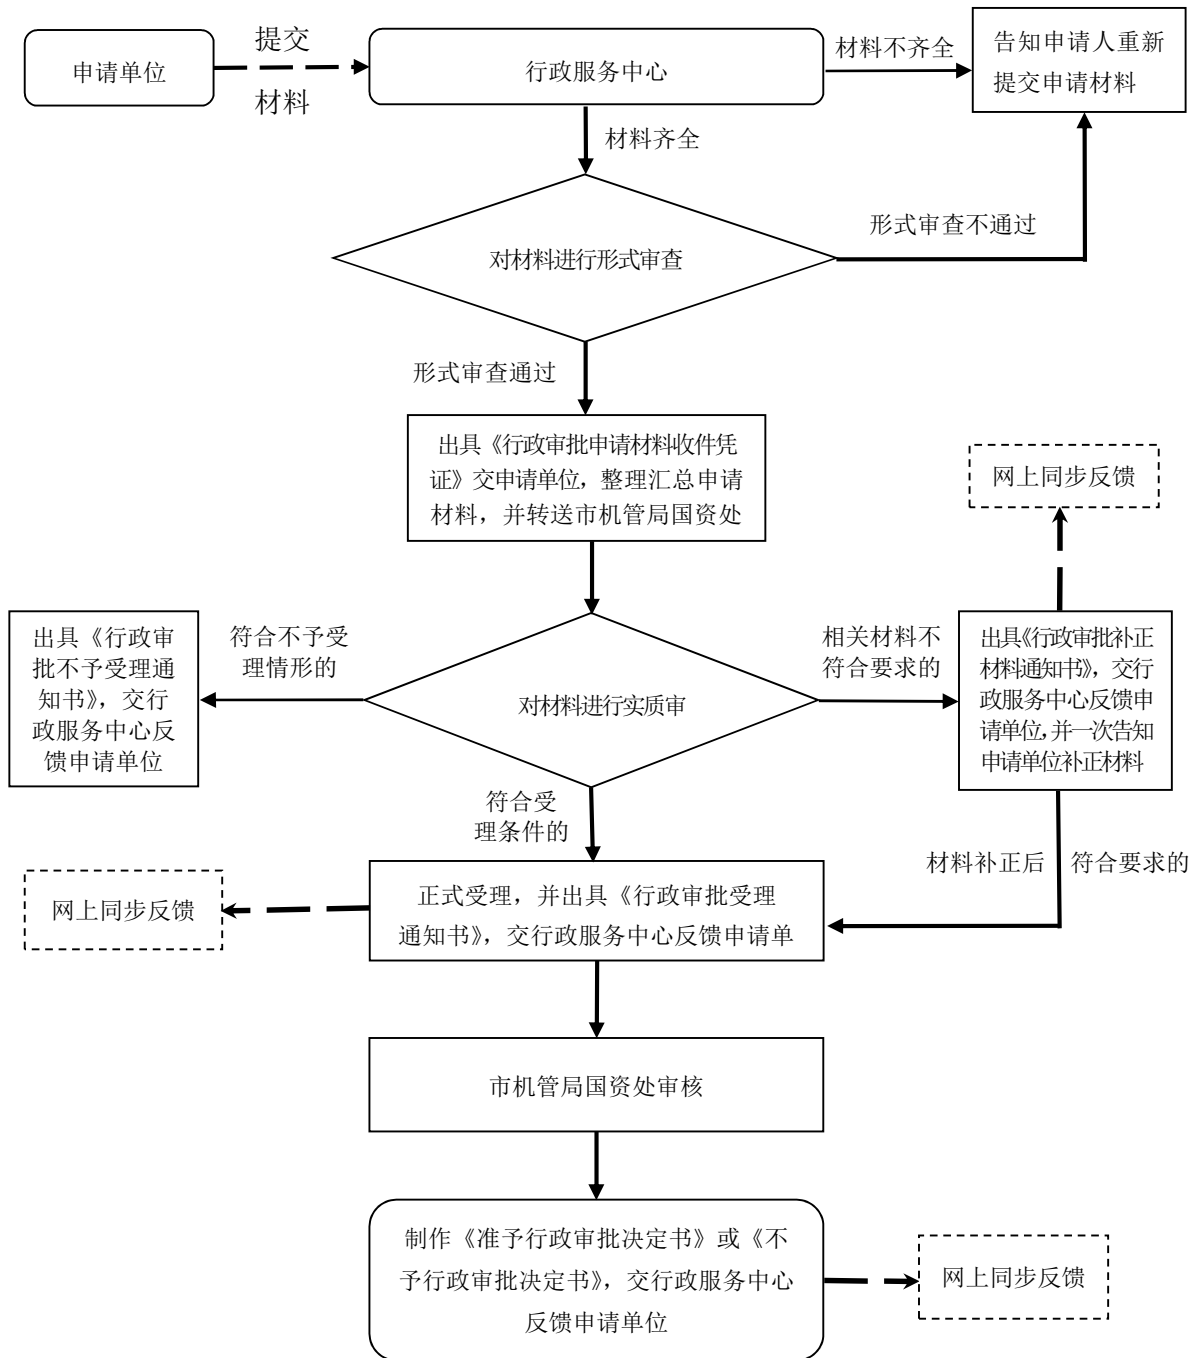 申请单位
提交
材料
行政服务中心
材料不齐全
告知申请人重新
提交申请材料
材料齐全
对材料进行形式审查
形式审查不通过
形式审查通过
出具《行政审批申请材料收件凭
证》交申请单位，整理汇总申请
材料，并转送市机管局国资处
网上同步反馈
出具《行政审
批不予受理通
知书》，交行
政服务中心反
馈申请单位
符合不予受
理情形的
对材料进行实质审
相关材料不
符合要求的
出具《行政审批补正
材料通知书》，交行
政服务中心反馈申
请单位，并一次告知
申请单位补正材料
符合受
理条件的
材料补正后
符合要求的
网上同步反馈
正式受理，并出具《行政审批受理
通知书》，交行政服务中心反馈申请单
市机管局国资处审核
制作《准予行政审批决定书》或《不
予行政审批决定书》，交行政服务中心
反馈申请单位
网上同步反馈